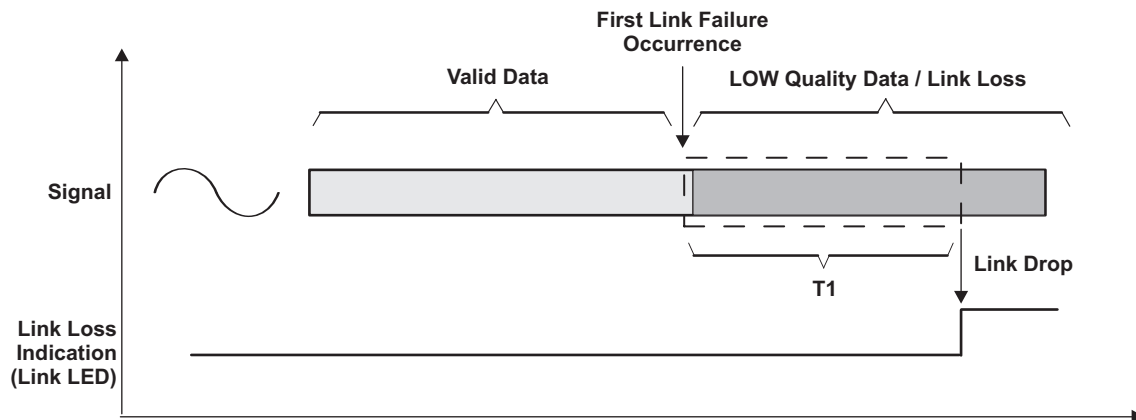 First Link Failure
Occurrence
Valid Data
LOW Quality Data / Link Loss
Signal
T1
Link Drop
Link Loss
Indication
(Link LED)